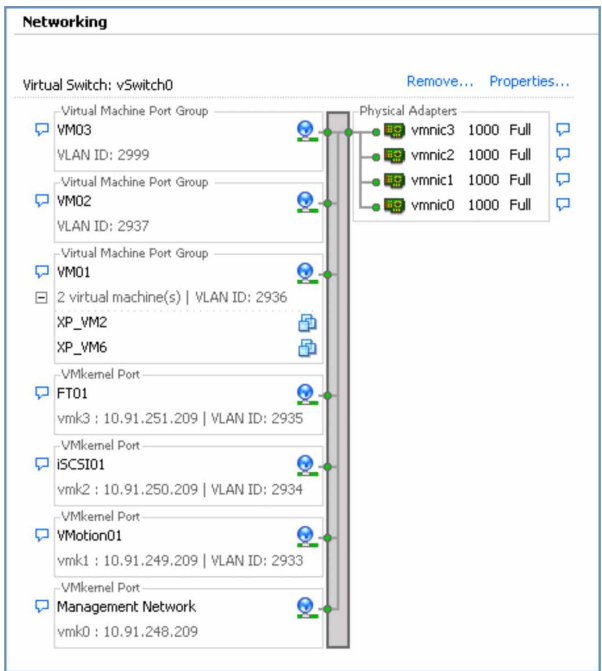 Networking
Virtual Switch: vSwitch0 Remove... Properties...
Virtual Machine Port Group Physical Adapters
VM03 vmnic3 1000 Full
VLAN ID: 2999 vmnic2 1000 Full
Virtual Machine Port Group vmnic1 1000 Full
VM02 vmnic0 1000 Full
VLAN ID: 2937
Virtual Machine Port Group
VM01
2 virtual machine(s) | VLAN ID: 2936
XP_VM2
XP_VM6
VMkernel Port
FT01
vmk3 : 10.91.251.209 | VLAN ID: 2935
VMkernel Port
iSCSI01
vmk2 : 10.91.250.209 | VLAN ID: 2934
VMkernel Port
VMotion01
vmk1 : 10.91.249.209 | VLAN ID: 2933
VMkernel Port
Management Network
vmk0 : 10.91.248.209